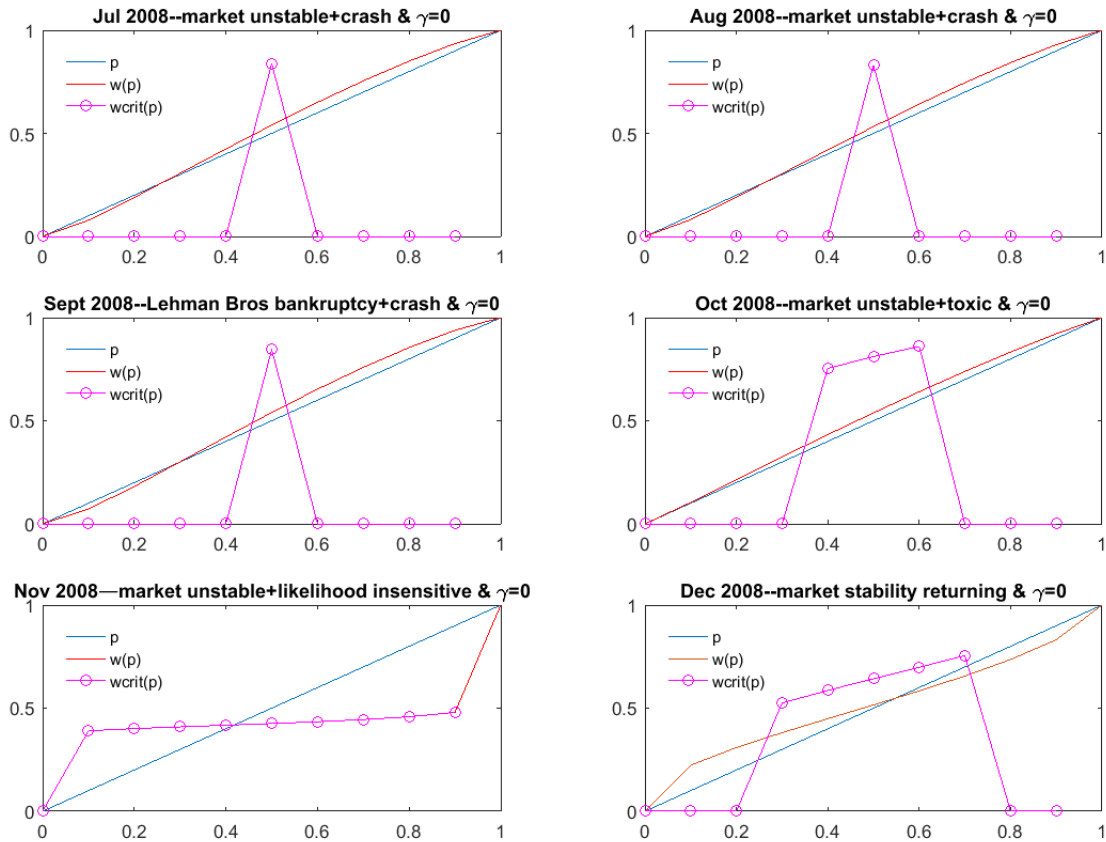 Jul 2008--market unstable+crash & γ=0
1
0.5
0
p
w(p)
wcrit(p)
0 0.2 0.4 0.6 0.8 1
Aug 2008--market unstable+crash & γ=0
1
0.5
0
p
w(p)
wcrit(p)
0 0.2 0.4 0.6 0.8 1
Sept 2008--Lehman Bros bankruptcy+crash & γ=0
1
0.5
0
p
w(p)
wcrit(p)
0 0.2 0.4 0.6 0.8 1
Oct 2008--market unstable+toxic & γ=0
1
0.5
0
p
w(p)
wcrit(p)
0 0.2 0.4 0.6 0.8 1
Nov 2008—market unstable+likelihood insensitive & γ=0
1
0.5
0
p
w(p)
wcrit(p)
0 0.2 0.4 0.6 0.8 1
Dec 2008--market stability returning & γ=0
1
0.5
0
p
w(p)
wcrit(p)
0 0.2 0.4 0.6 0.8 1